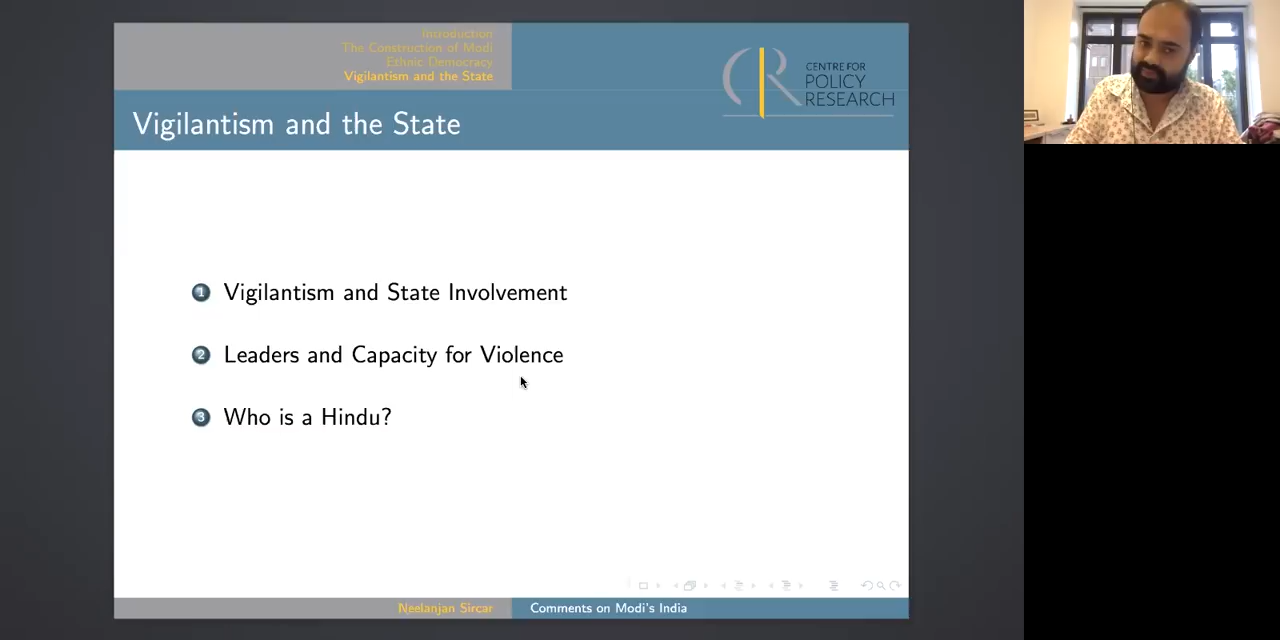 Introduction
The Construction of Modi
Ethnic Democracy
Vigilantism and the State
CENTRE FOR
POLICY
RESEARCH
Vigilantism and the State
1 Vigilantism and State Involvement
2 Leaders and Capacity for Violence
3 Who is a Hindu?
Neelanjan Sircar
Comments on Modi's India